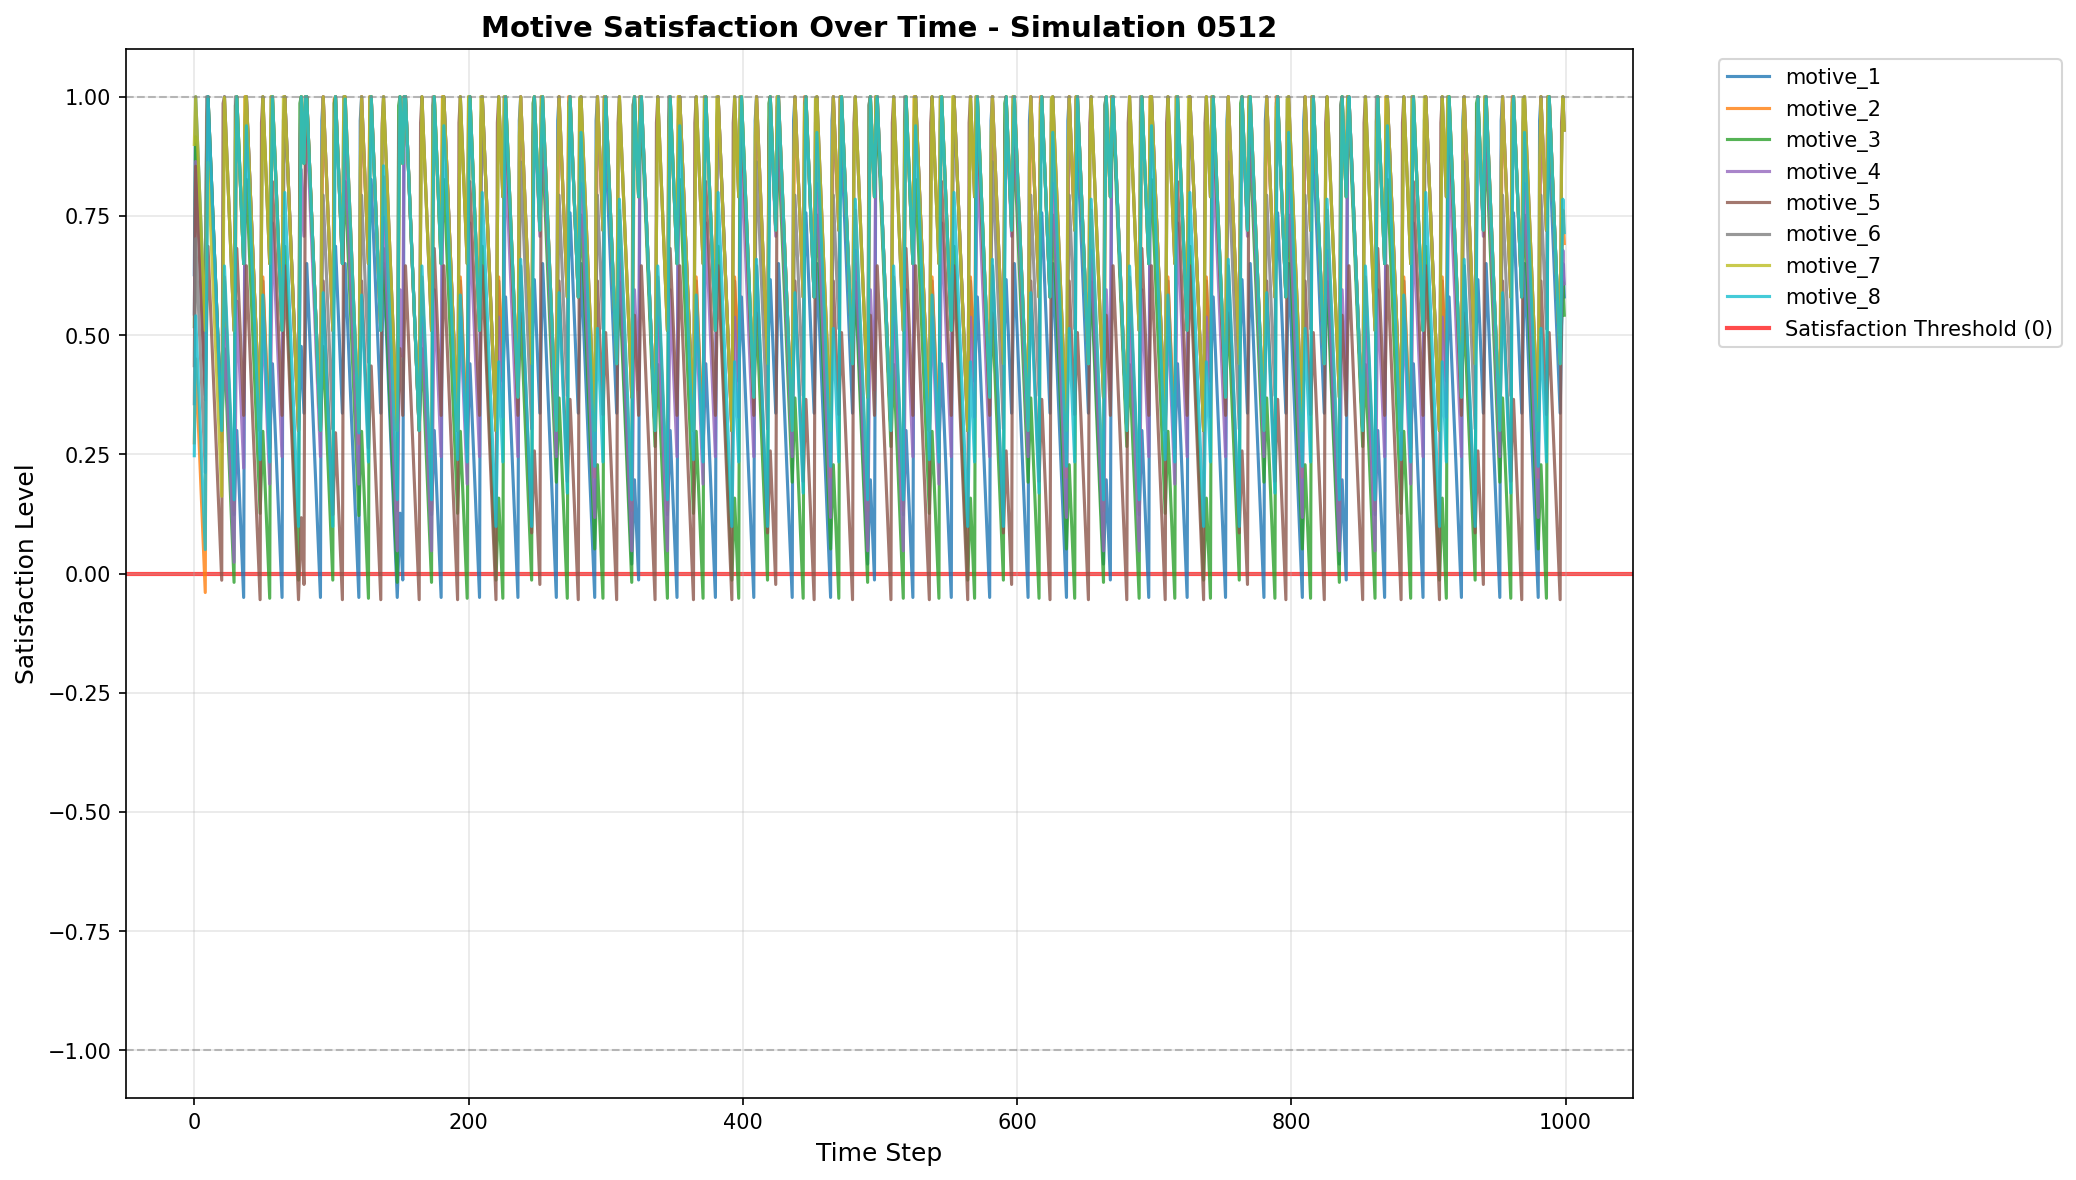 Motive Satisfaction Over Time - Simulation 0512
Satisfaction Level
1.00
0.75
0.50
0.25
0.00
−0.25
−0.50
−0.75
−1.00
0
200
400
600
800
1000
Time Step
motive_1
motive_2
motive_3
motive_4
motive_5
motive_6
motive_7
motive_8
Satisfaction Threshold (0)